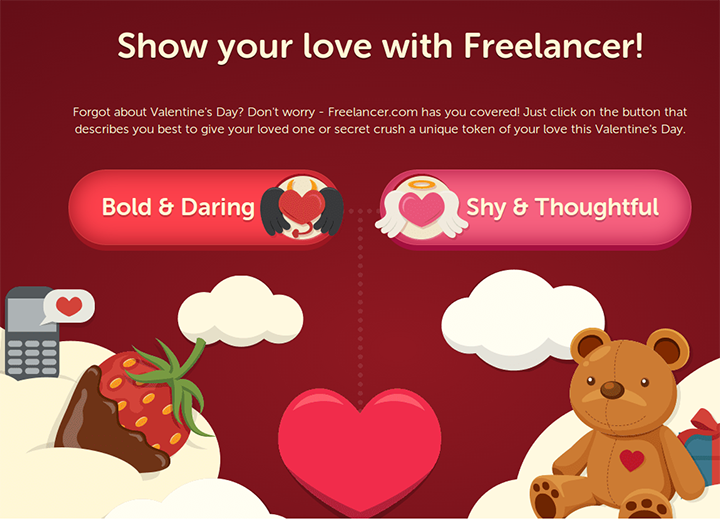 Show your love with Freelancer!
Forgot about Valentine's Day? Don't worry - Freelancer.com has you covered! Just click on the button that
describes you best to give your loved one or secret crush a unique token of your love this Valentine's Day.
Bold & Daring
Shy & Thoughtful